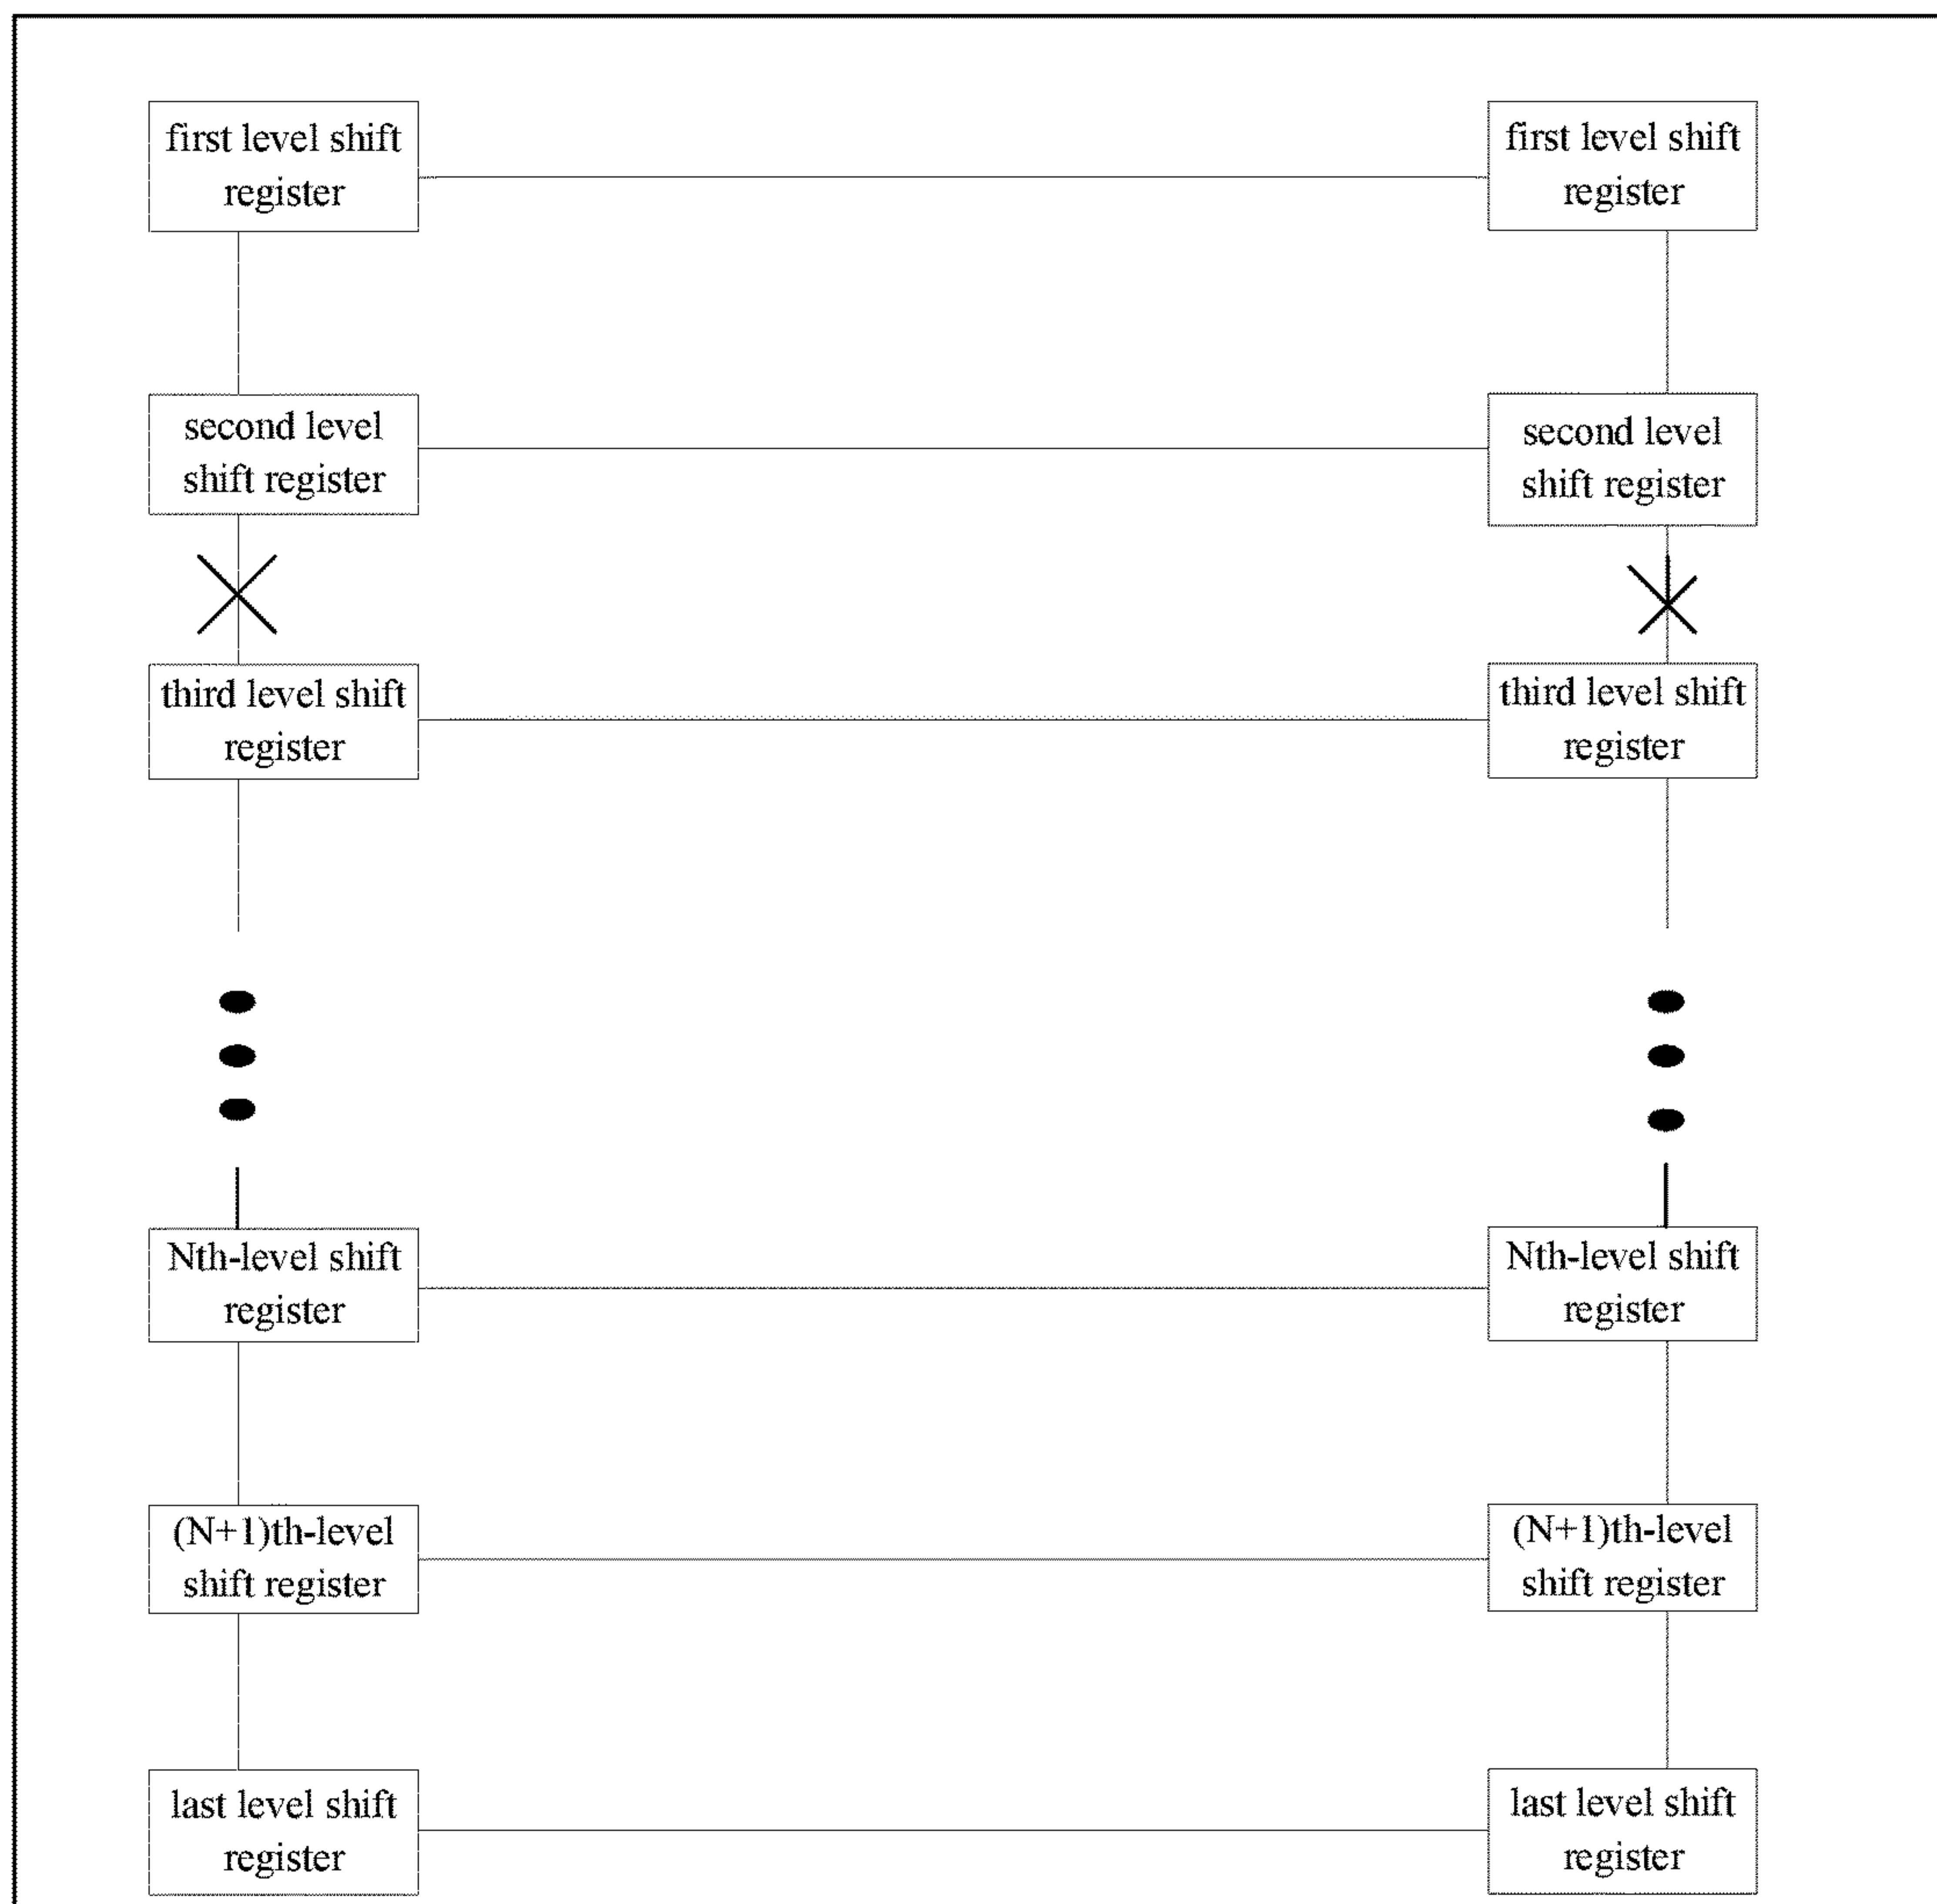 first level shift
register
first level shift
register
second level
shift register
second level
shift register
third level shift
register
third level shift
register
Nth-level shift
register
Nth-level shift
register
(N+1)th-level
shift register
(N+1)th-level
shift register
last level shift
register
last level shift
register